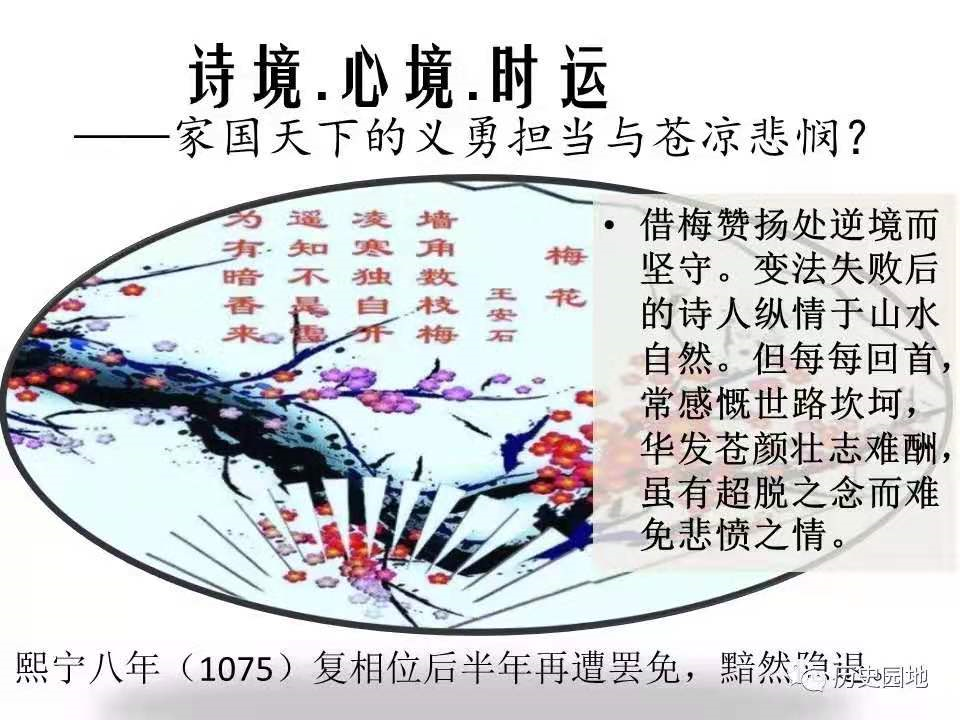 诗境.心境.时运
——家国天下的义勇担当与苍凉悲悯？
梅花
王安石
墙角数枝梅
凌寒独自开
遥知不是雪
为有暗香来
• 借梅赞扬处逆境而
坚守。变法失败后
的诗人纵情于山水
自然。但每每回首，
常感慨世路坎坷，
华发苍颜壮志难酬，
虽有超脱之念而难
免悲愤之情。
熙宁八年（1075）复相位后半年再遭罢免，黯然隐退。
历史园地